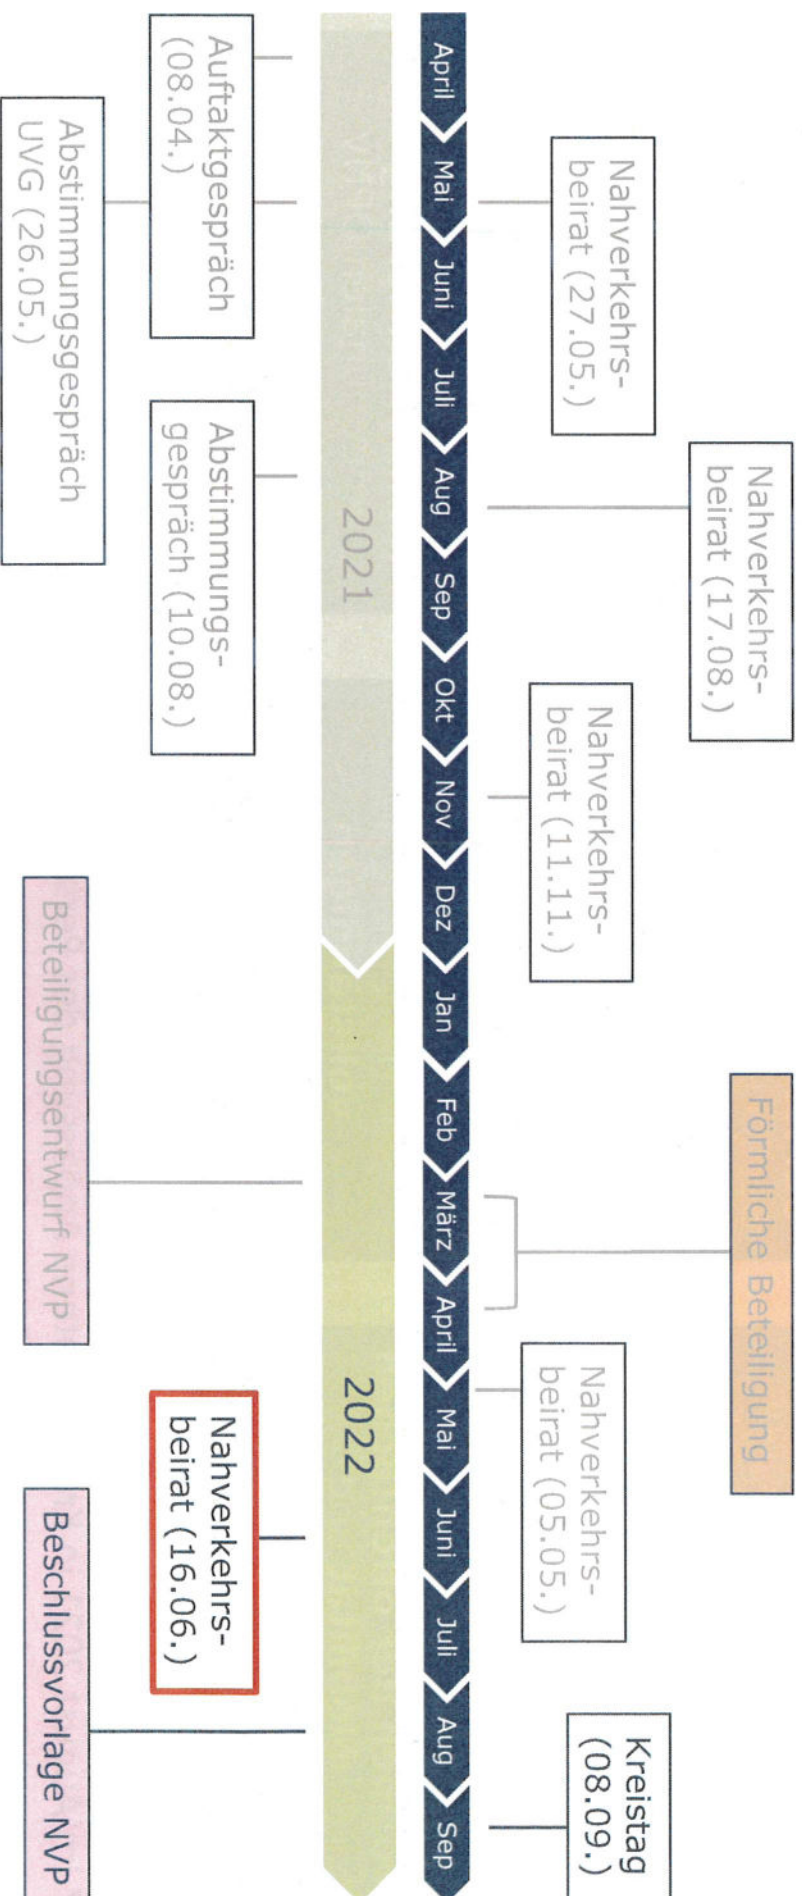 Nahverkehrs-
beirat (17.08.)
Förmliche Beteiligung
Nahverkehrs-
beirat (27.05.)
Nahverkehrs-
beirat (11.11.)
Nahverkehrs-
beirat (05.05.)
Kreistag
(08.09.)
April
Mai
Juni
Juli
Aug
Sep
Okt
Nov
Dez
Jan
Feb
März
April
Mai
Juni
Juli
Aug
Sep
2021
2022
Auftaktgespräch
(08.04.)
Abstimmungs-
gespräch (10.08.)
Nahverkehrs-
beirat (16.06.)
Abstimmungsgespräch
UVG (26.05.)
Beteiligungsentwurf NVP
Beschlussvorlage NVP